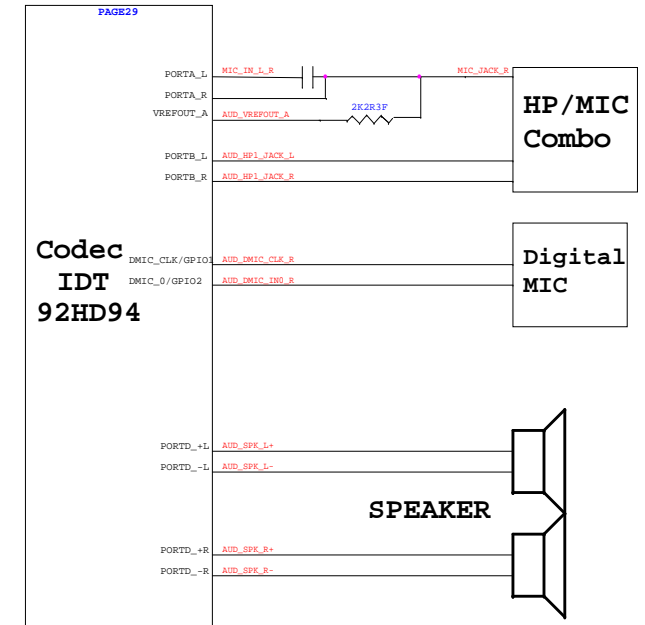 PAGE29
PORTA_L MIC_IN_L_R MIC_JACK_R
PORTA_R
VREFOUT_A AUD_VREFOUT_A 2K2R3F
HP/MIC
Combo
PORTB_L AUD_HP1_JACK_L
PORTB_R AUD_HP1_JACK_R
Codec
IDT
92HD94
DMIC_CLK/GPIO1 AUD_DMIC_CLK_R
DMIC_0/GPIO2 AUD_DMIC_IN0_R
Digital
MIC
PORTD_+L AUD_SPK_L+
PORTD_-L AUD_SPK_L-
SPEAKER
PORTD_+R AUD_SPK_R+
PORTD_-R AUD_SPK_R-